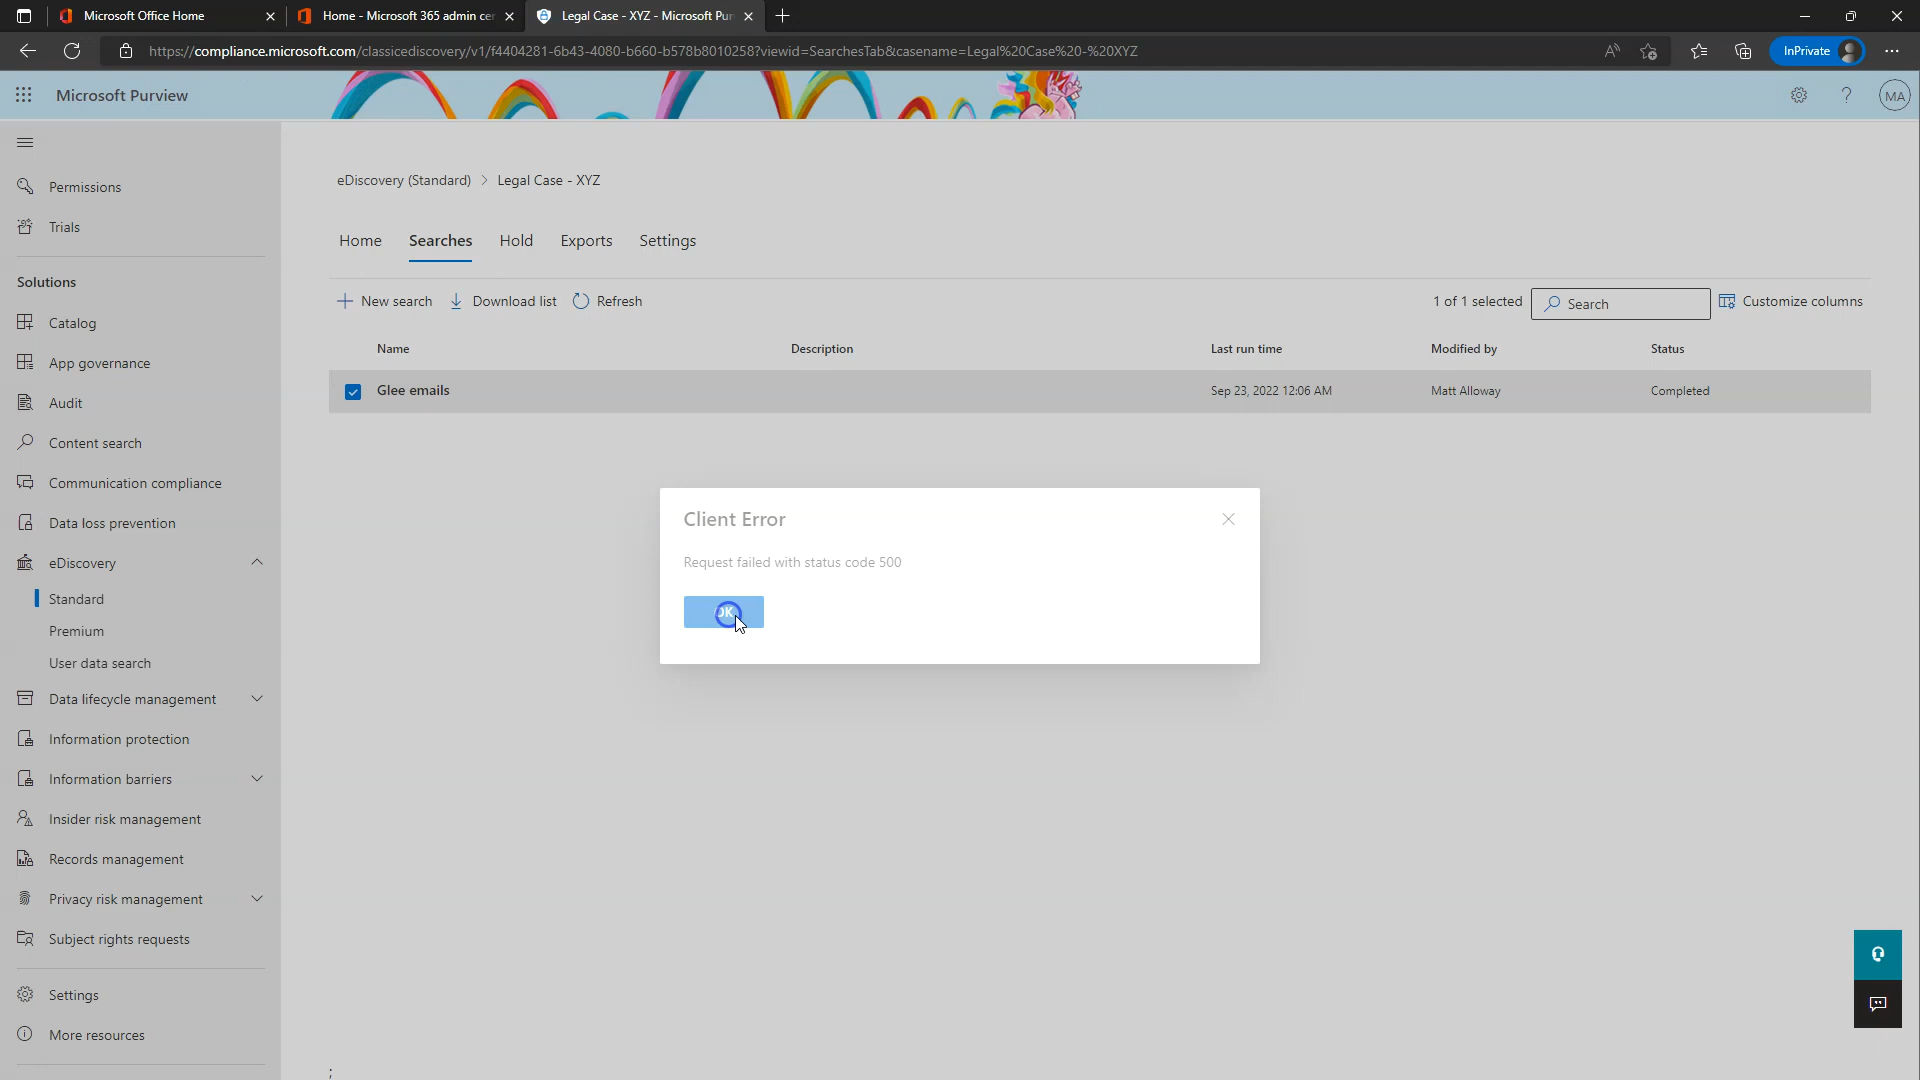 Microsoft Office Home
Home - Microsoft 365 admin cer
Legal Case - XYZ - Microsoft Pur
https://compliance.microsoft.com/classicediscovery/v1/f4404281-6b43-4080-b660-b578b8010258?viewid=SearchesTab&casename=Legal%20Case%20-%20XYZ
InPrivate
Microsoft Purview
MA
Permissions
Trials
Solutions
Catalog
App governance
Audit
Content search
Communication compliance
Data loss prevention
eDiscovery
Standard
Premium
User data search
Data lifecycle management
Information protection
Information barriers
Insider risk management
Records management
Privacy risk management
Subject rights requests
Settings
More resources
eDiscovery (Standard) > Legal Case - XYZ
Home Searches Hold Exports Settings
New search Download list Refresh 1 of 1 selected Search Customize columns
Name Description Last run time Modified by Status
Glee emails Sep 23, 2022 12:06 AM Matt Alloway Completed
Client Error
Request failed with status code 500
OK
;